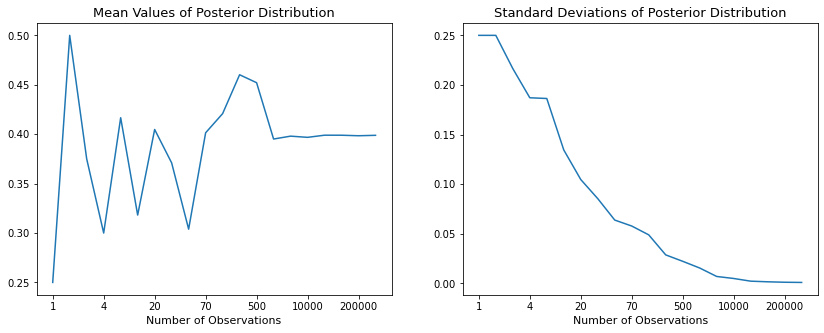 Mean Values of Posterior Distribution
0.50
0.45
0.40
0.35
0.30
0.25
1 4 20 70 500 10000 200000
Number of Observations
Standard Deviations of Posterior Distribution
0.25
0.20
0.15
0.10
0.05
0.00
1 4 20 70 500 10000 200000
Number of Observations